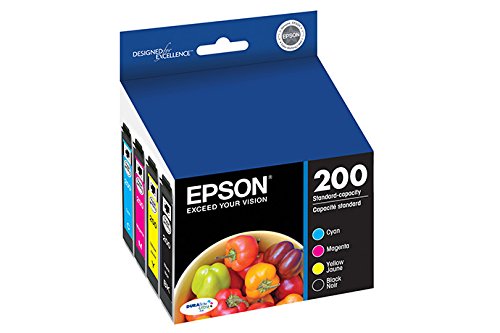 DESIGNED for
EXCELLENCE
EPSON
EPSON
EXCEED YOUR VISION
200
Standard-capacity
Capacité standard
Cyan
Magenta
Yellow
Jaune
Black
Noir
DURABrite